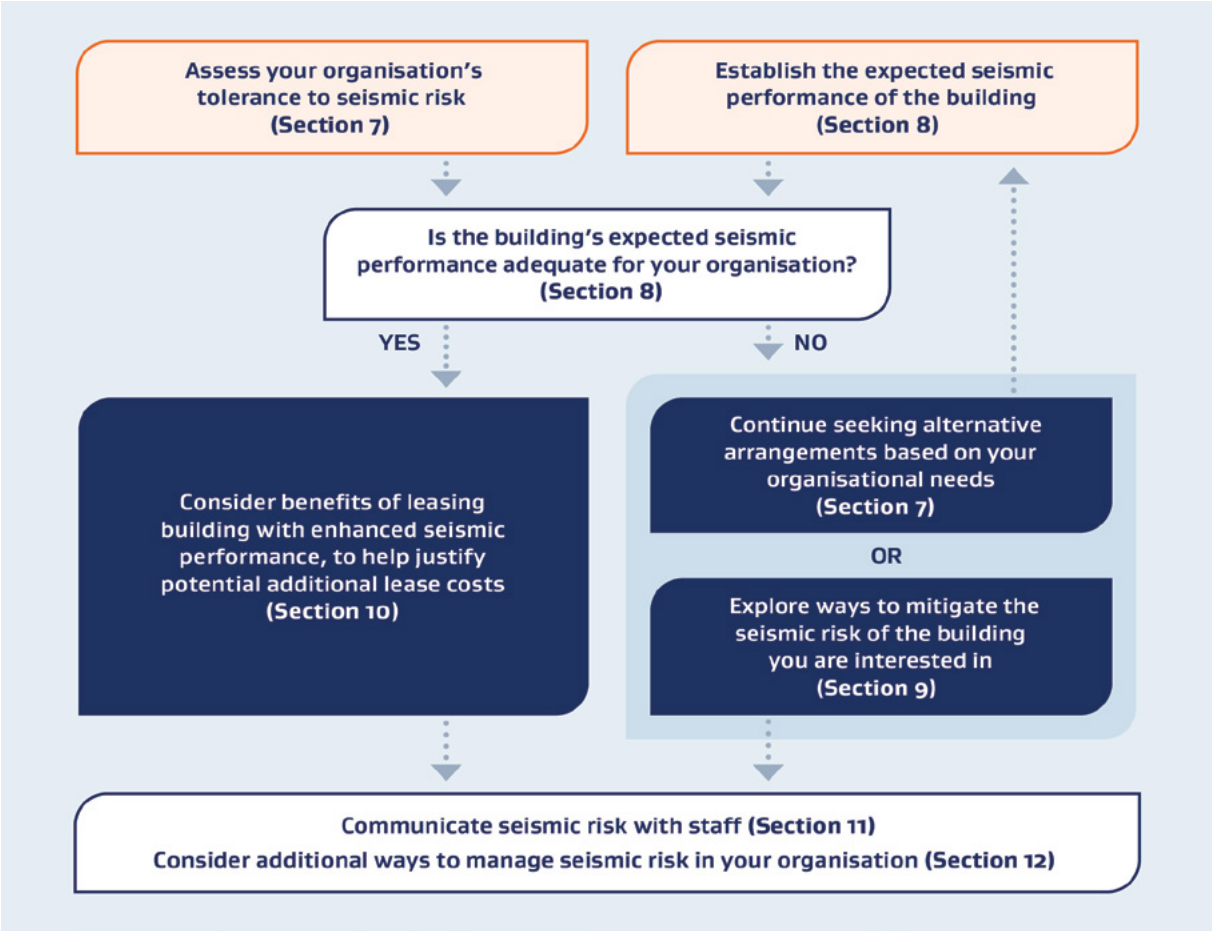 Assess your organisation’s
tolerance to seismic risk
(Section 7)
Establish the expected seismic
performance of the building
(Section 8)
Is the building’s expected seismic
performance adequate for your organisation?
(Section 8)
YES
NO
Consider benefits of leasing
building with enhanced seismic
performance, to help justify
potential additional lease costs
(Section 10)
Continue seeking alternative
arrangements based on your
organisational needs
(Section 7)
OR
Explore ways to mitigate the
seismic risk of the building
you are interested in
(Section 9)
Communicate seismic risk with staff (Section 11)
Consider additional ways to manage seismic risk in your organisation (Section 12)